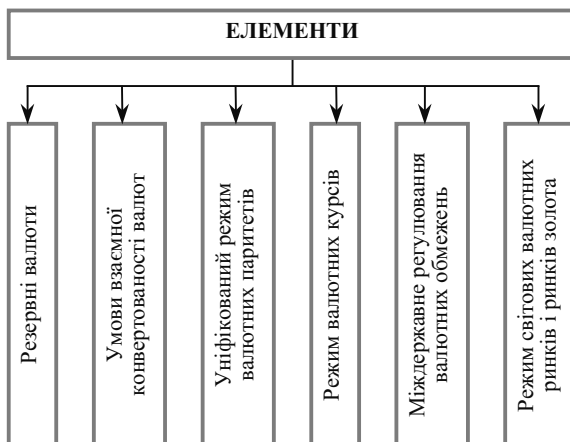 ЕЛЕМЕНТИ
Резервні валюти
Умови взаємної
конвертованості валют
Уніфікований режим
валютних паритетів
Режим валютних курсів
Міждержавне регулювання
валютних обмежень
Режим світових валютних
ринків і ринків золота